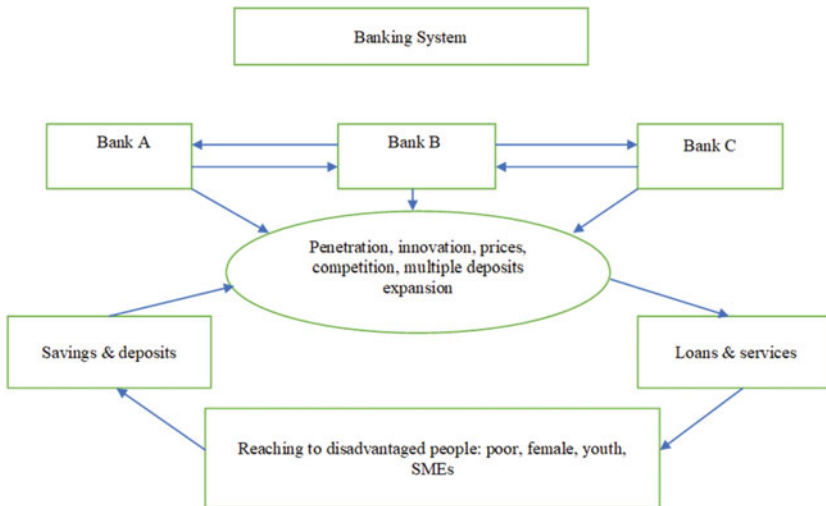 Banking System
Bank A
Bank B
Bank C
Penetration, innovation, prices,
competition, multiple deposits
expansion
Savings & deposits
Loans & services
Reaching to disadvantaged people: poor, female, youth,
SMEs